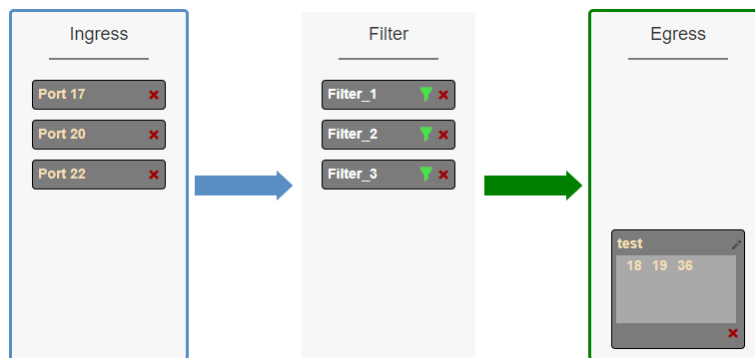 Ingress
Port 17
Port 20
Port 22
Filter
Filter_1
Filter_2
Filter_3
Egress
test
18 19 36